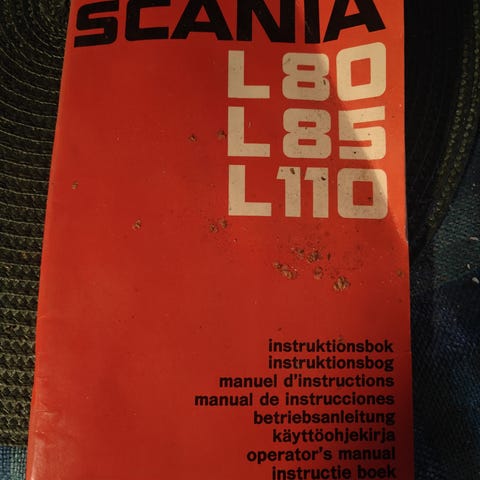 SCANIA
L80
L85
L110
instruktionsbok
instruktionsbog
manuel d'instructions
manual de instrucciones
betriebsanleitung
käyttöohjekirja
operator's manual
instructie boek